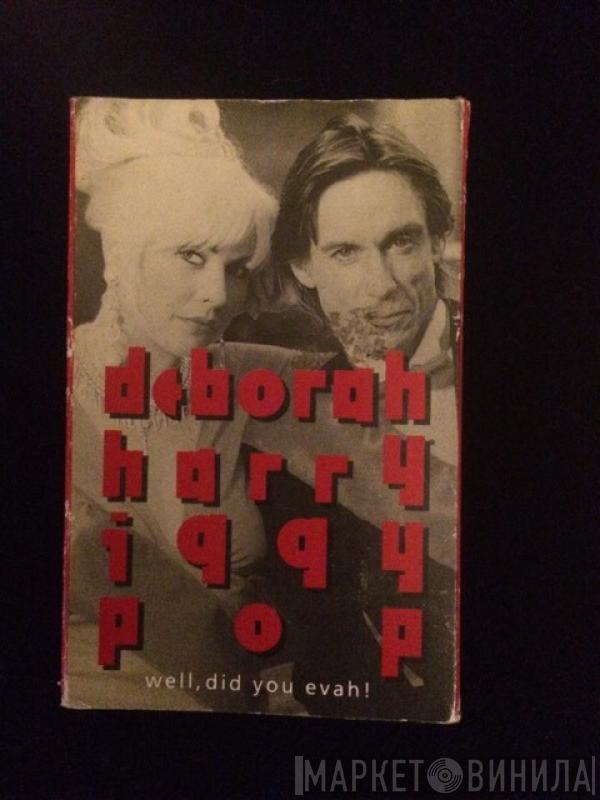 deborah
harry
iggy
pop
well, did you evah!
МАРКЕТ ВИНИЛА